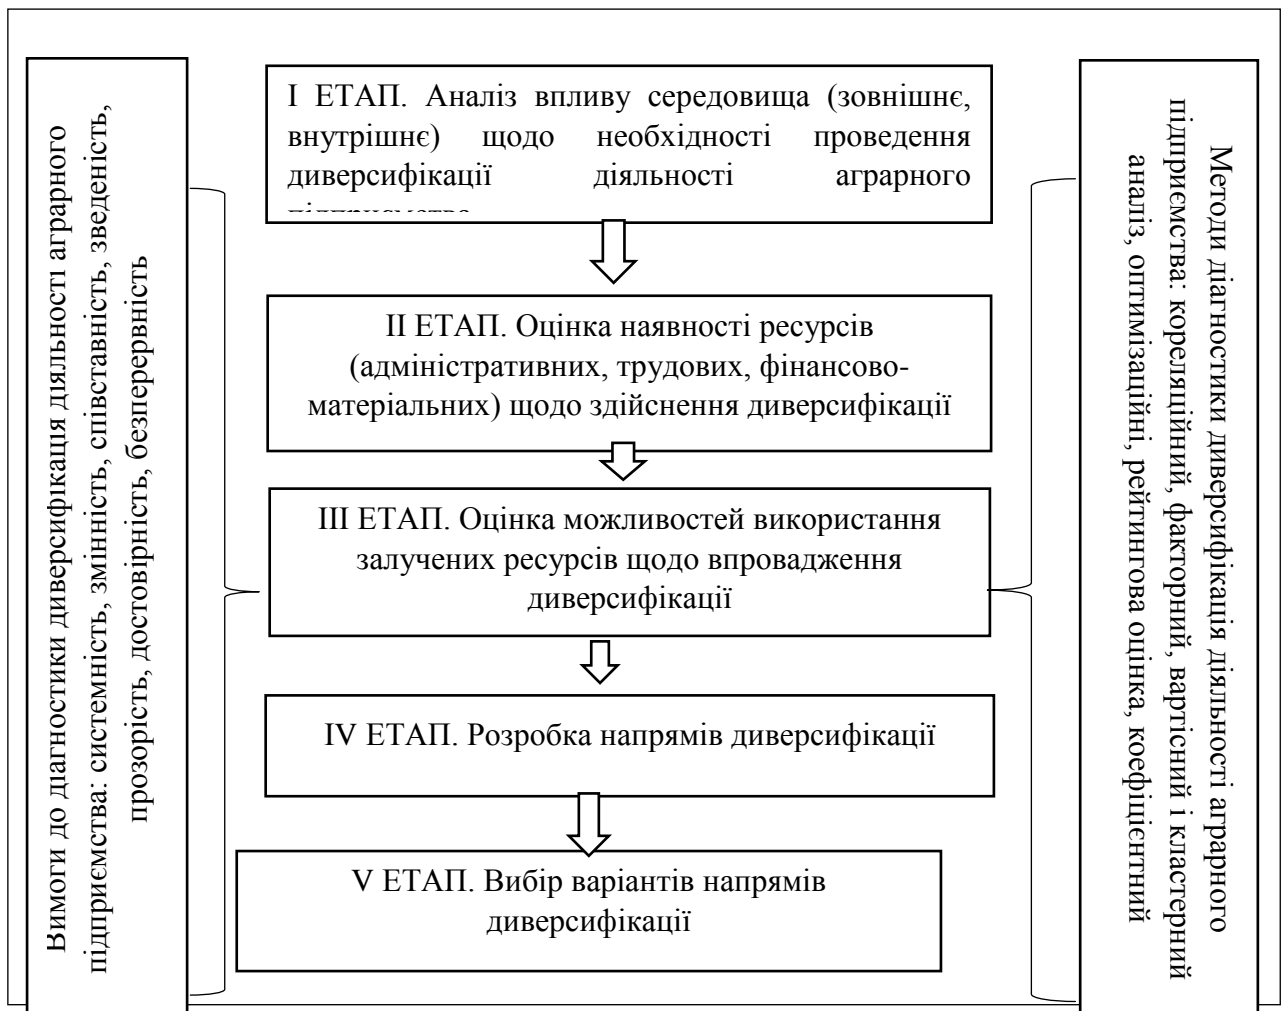 Вимоги до діагностики диверсифікація діяльності аграрного
підприємства: системність, змінність, співставність, зведеність,
прозорість, достовірність, безперервність
I ЕТАП. Аналіз впливу середовища (зовнішнє,
внутрішнє) щодо необхідності проведення
диверсифікації діяльності аграрного
підприємства
II ЕТАП. Оцінка наявності ресурсів
(адміністративних, трудових, фінансово-
матеріальних) щодо здійснення диверсифікації
III ЕТАП. Оцінка можливостей використання
залучених ресурсів щодо впровадження
диверсифікації
IV ЕТАП. Розробка напрямів диверсифікації
V ЕТАП. Вибір варіантів напрямів
диверсифікації
Методи діагностики диверсифікація діяльності аграрного
підприємства: кореляційний, факторний, вартісний і кластерний
аналіз, оптимізаційні, рейтингова оцінка, коефіцієнтний